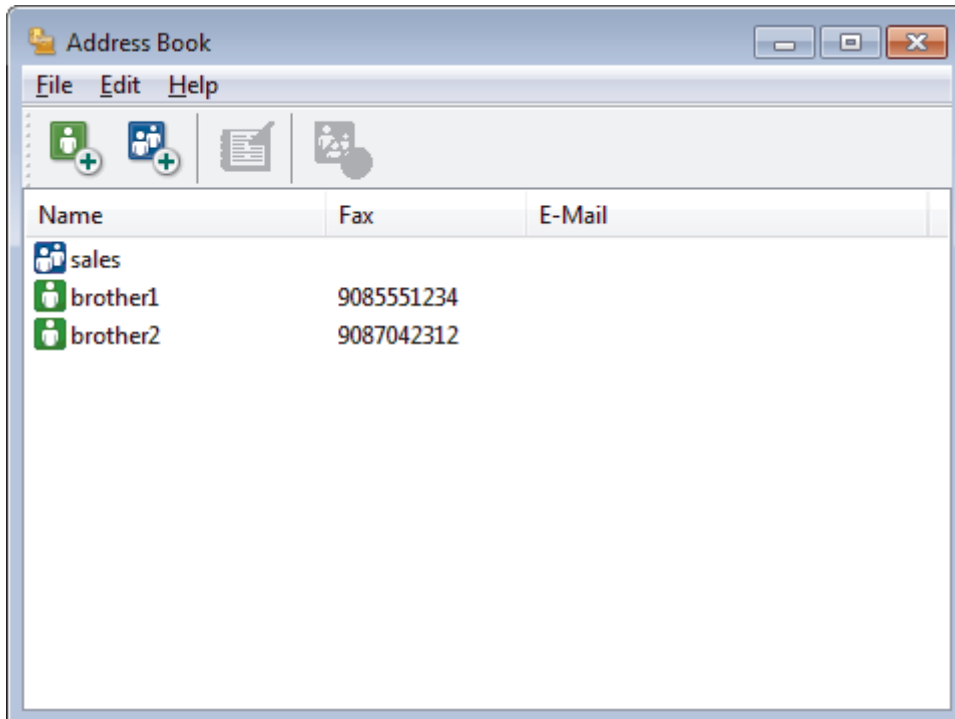 Address Book
File Edit Help
Name Fax E-Mail
sales
brother1 9085551234
brother2 9087042312